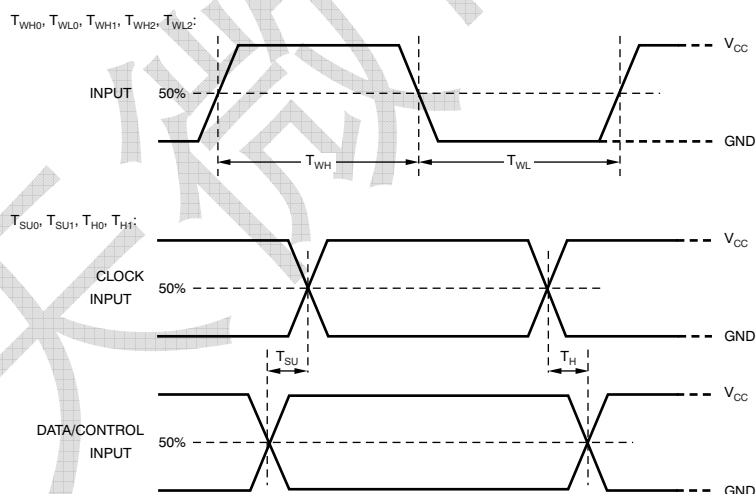 TWH0, TWL0, TWH1, TWH2, TWL2:
VCC
INPUT 50%
GND
TWH TWL
TSU0, TSU1, TH0, TH1:
VCC
CLOCK
INPUT
50%
GND
TSU TH
VCC
DATA/CONTROL
INPUT
50%
GND